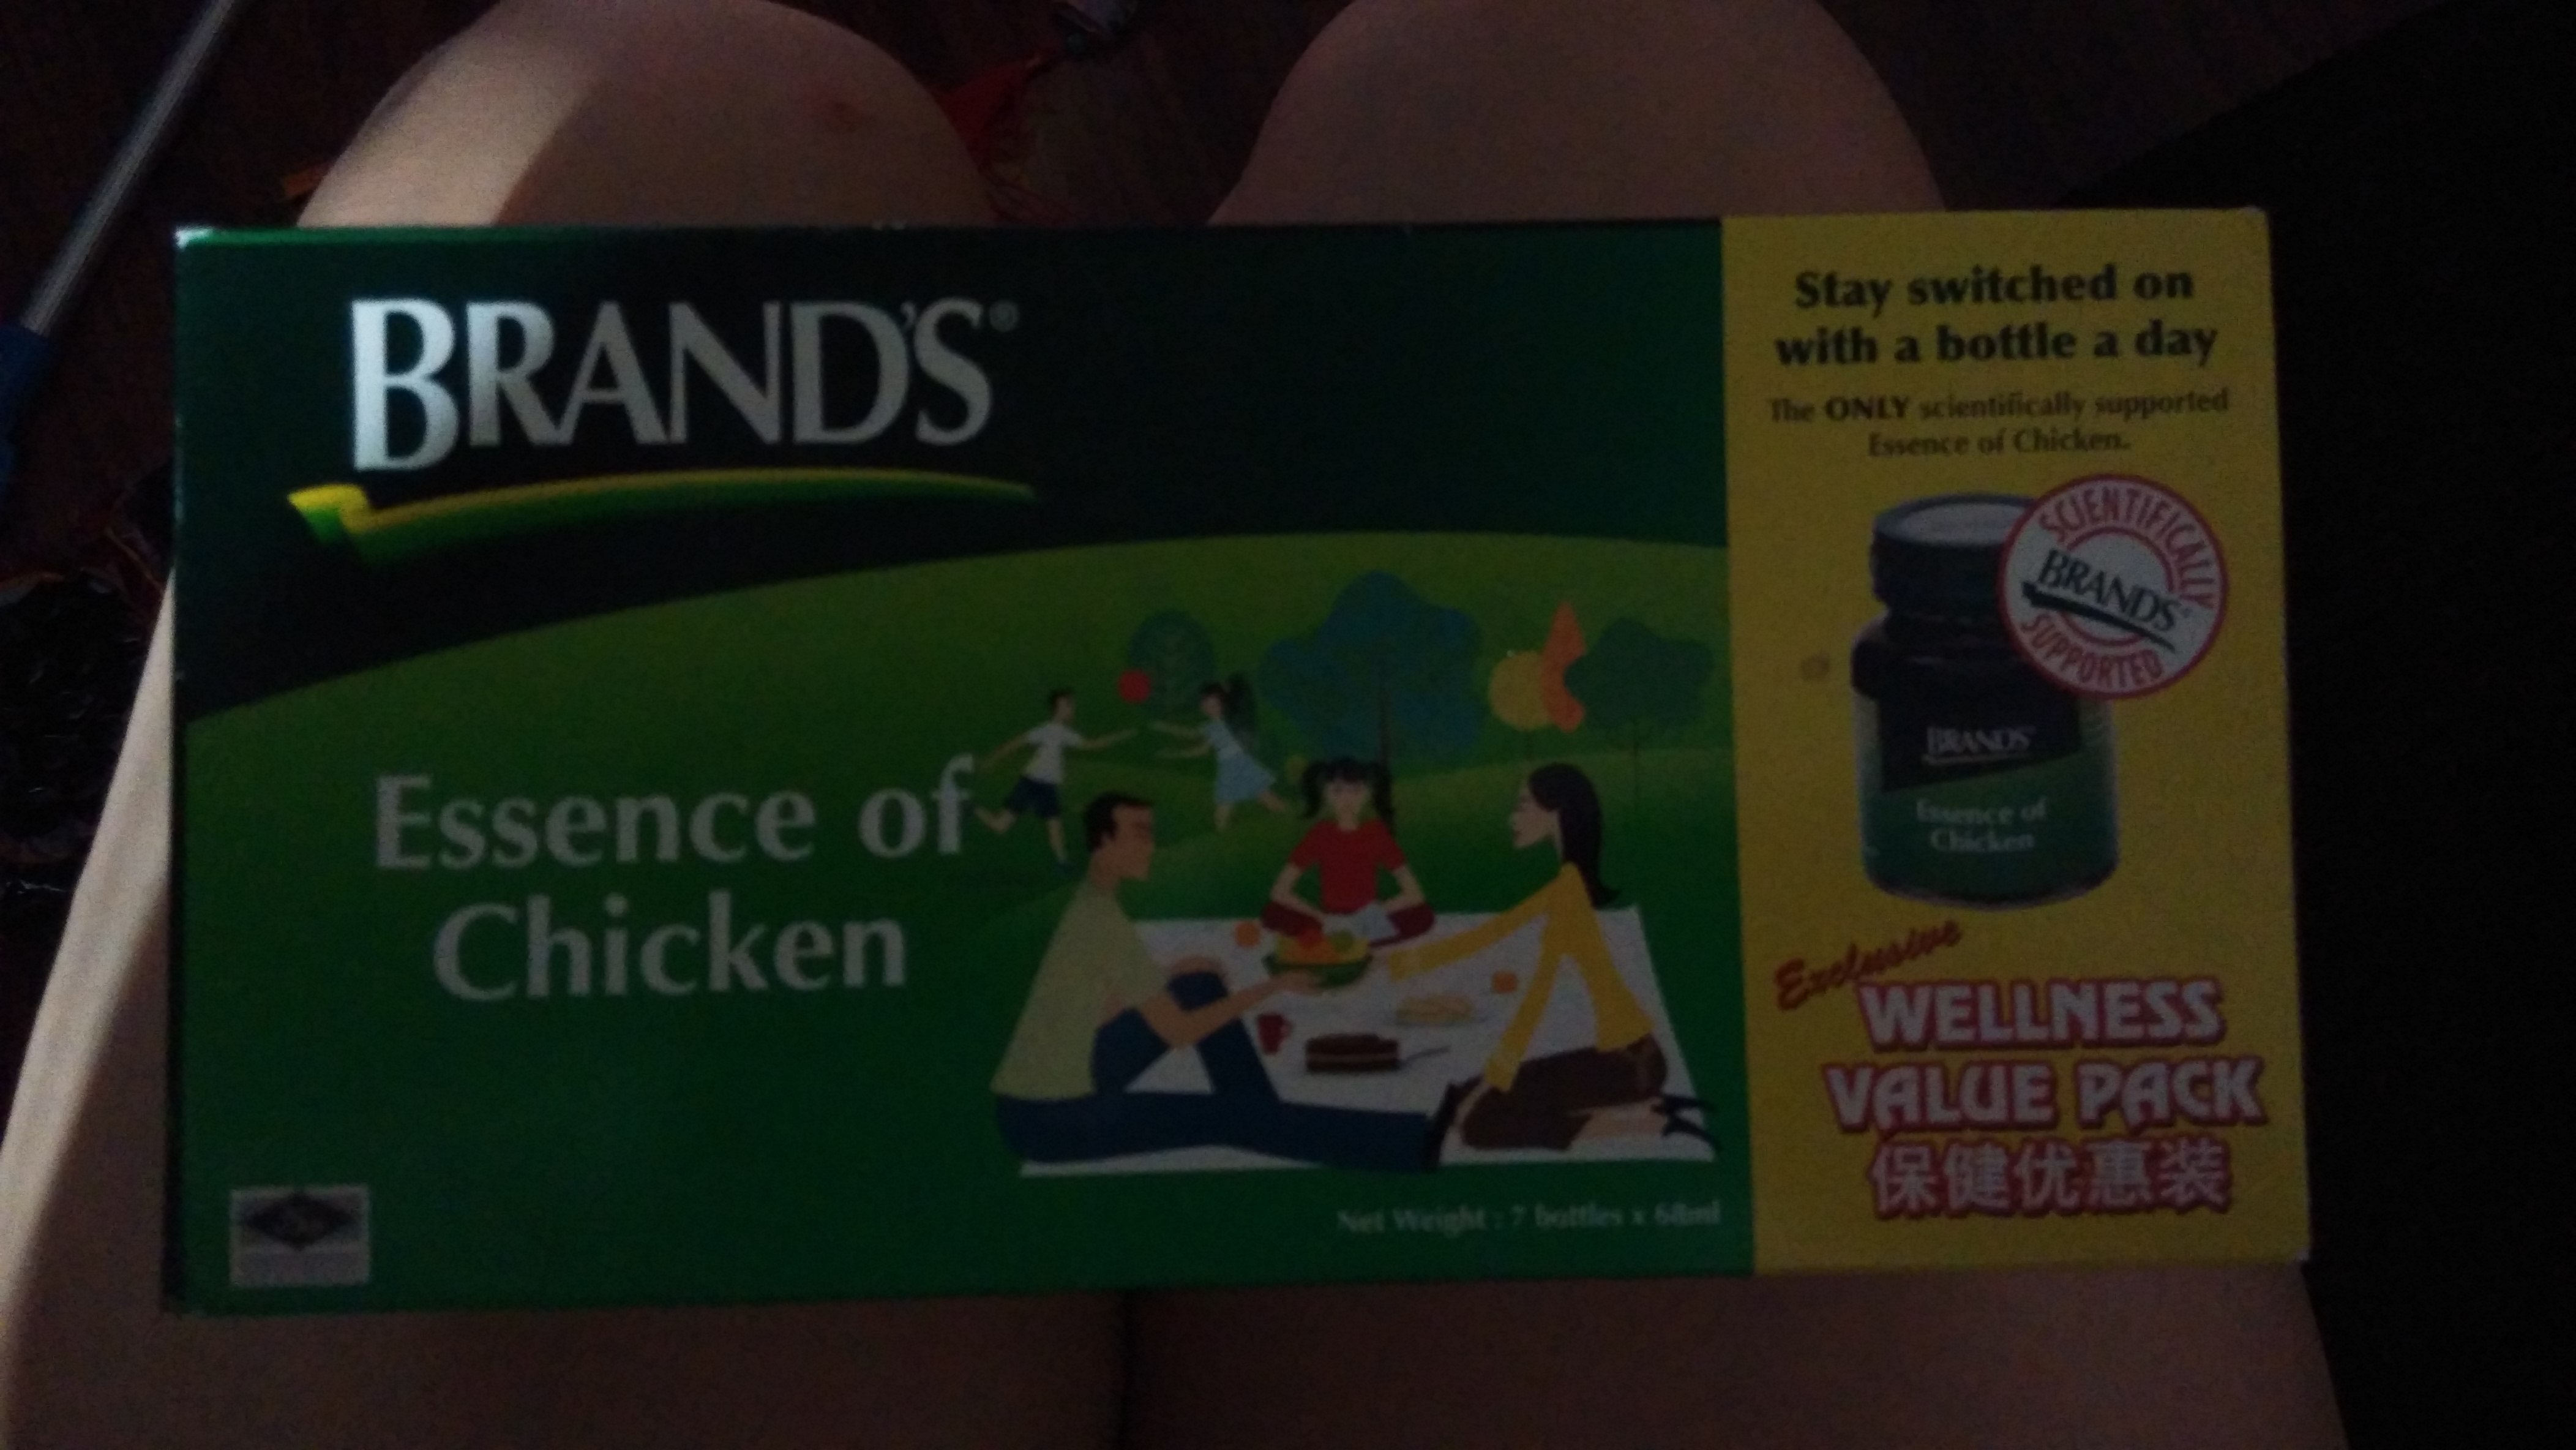 BRAND'S®
Essence of
Chicken
Net Weight : 7 bottles x 68ml
Stay switched on
with a bottle a day
The ONLY scientifically supported
Essence of Chicken.
SCIENTIFICALLY
BRAND'S®
SUPPORTED
BRAND'S®
Essence of
Chicken
Exclusive
WELLNESS
VALUE PACK
保健优惠装